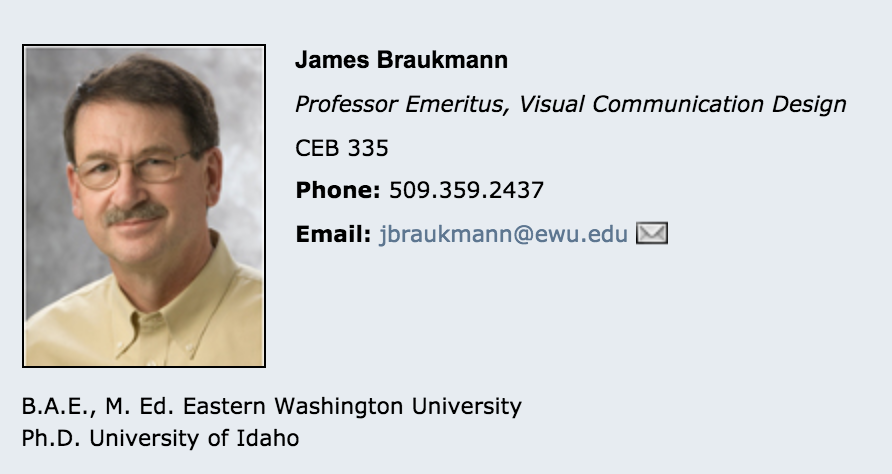 James Braukmann
Professor Emeritus, Visual Communication Design
CEB 335
Phone: 509.359.2437
Email: jbraukmann@ewu.edu
B.A.E., M. Ed. Eastern Washington University
Ph.D. University of Idaho